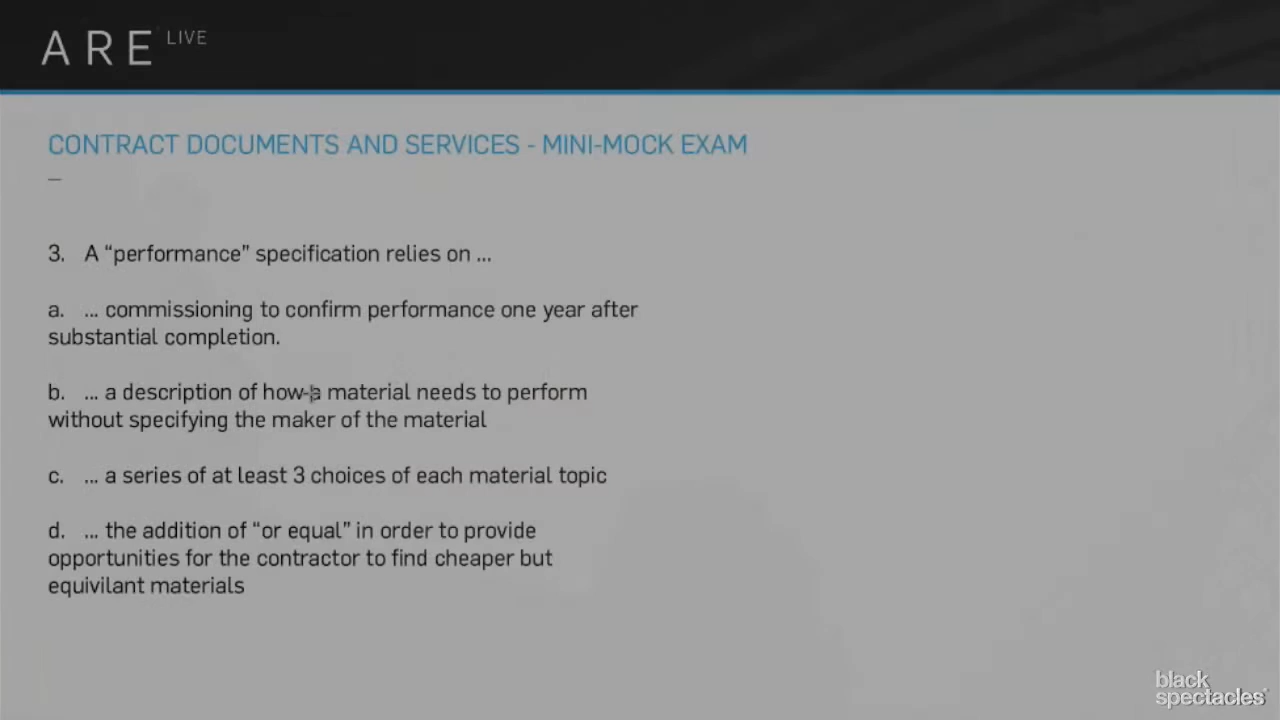 ARE LIVE
CONTRACT DOCUMENTS AND SERVICES - MINI-MOCK EXAM
3. A “performance” specification relies on ...
a. ... commissioning to confirm performance one year after
substantial completion.
b. ... a description of how a material needs to perform
without specifying the maker of the material
c. ... a series of at least 3 choices of each material topic
d. ... the addition of “or equal” in order to provide
opportunities for the contractor to find cheaper but
equivilant materials
black
spectacles